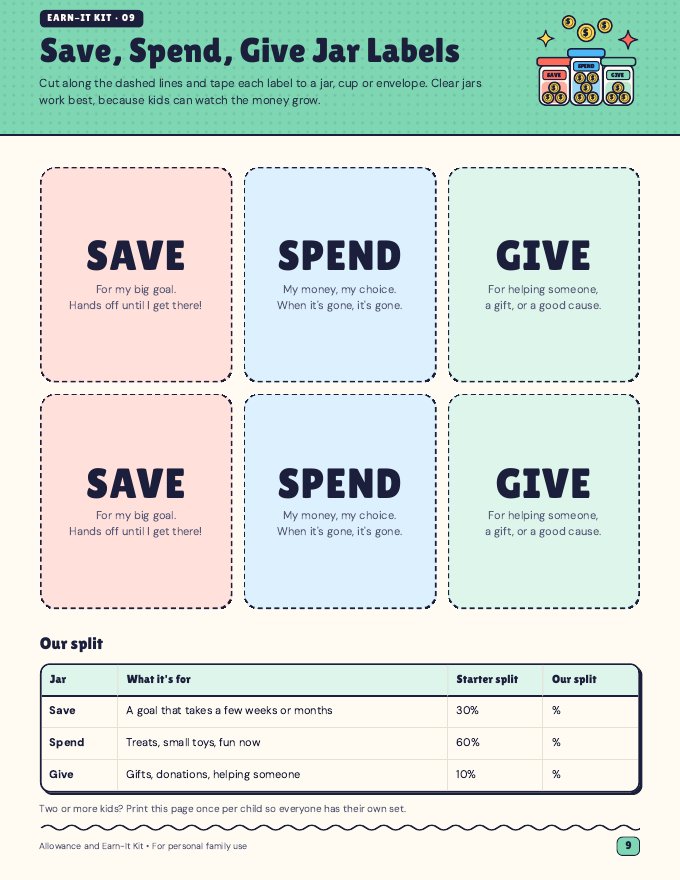 EARN-IT KIT · 09
Save, Spend, Give Jar Labels
Cut along the dashed lines and tape each label to a jar, cup or envelope. Clear jars
work best, because kids can watch the money grow.
SAVE
SPEND
GIVE
SAVE
For my big goal.
Hands off until I get there!
SPEND
My money, my choice.
When it's gone, it's gone.
GIVE
For helping someone,
a gift, or a good cause.
SAVE
For my big goal.
Hands off until I get there!
SPEND
My money, my choice.
When it's gone, it's gone.
GIVE
For helping someone,
a gift, or a good cause.
Our split
Jar What it's for Starter split Our split
Save A goal that takes a few weeks or months 30% %
Spend Treats, small toys, fun now 60% %
Give Gifts, donations, helping someone 10% %
Two or more kids? Print this page once per child so everyone has their own set.
Allowance and Earn-It Kit • For personal family use 9